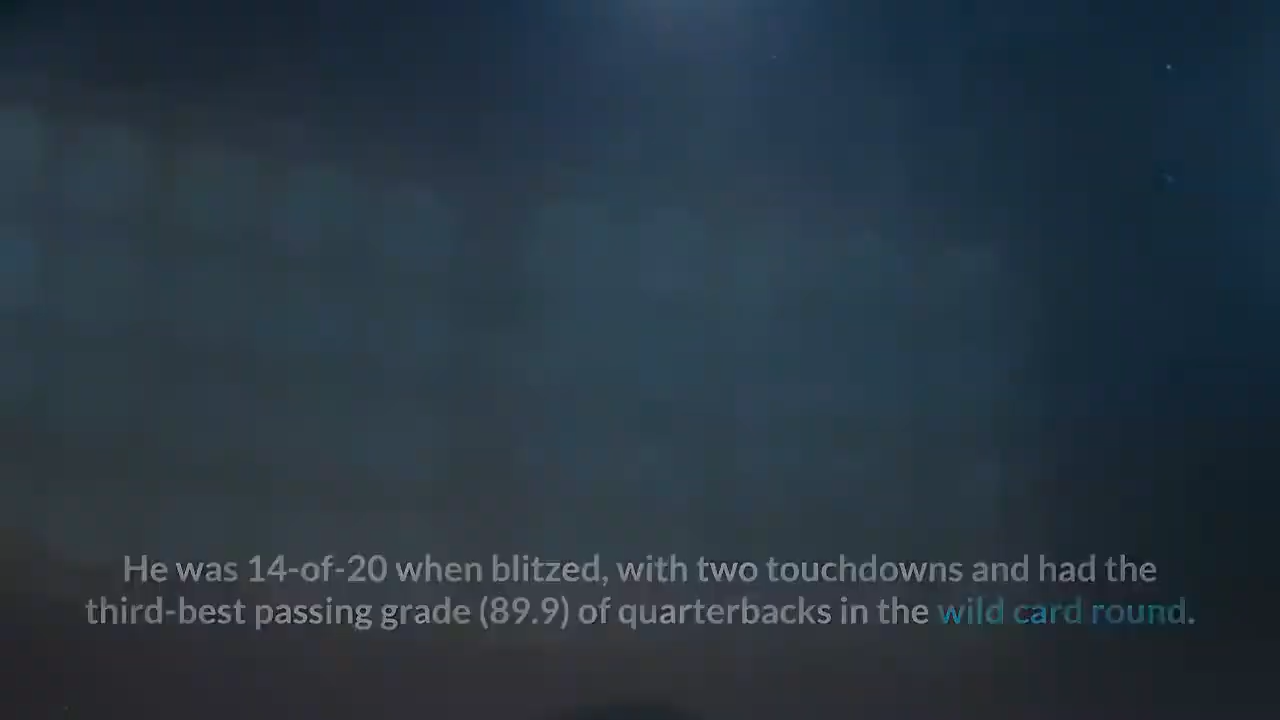 He was 14-of-20 when blitzed, with two touchdowns and had the
third-best passing grade (89.9) of quarterbacks in the wild card round.